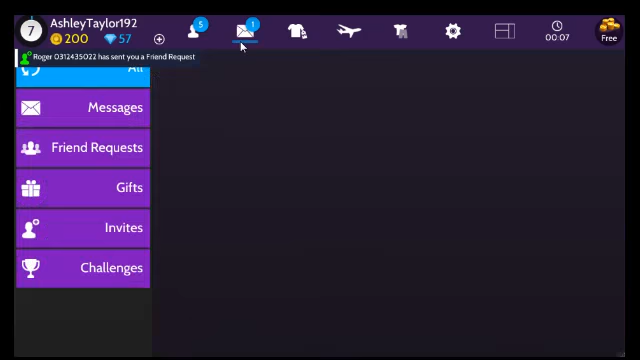 7
AshleyTaylor192
200
57
5
1
00:07
Free
Roger 0312435022 has sent you a Friend Request
All
Messages
Friend Requests
Gifts
Invites
Challenges